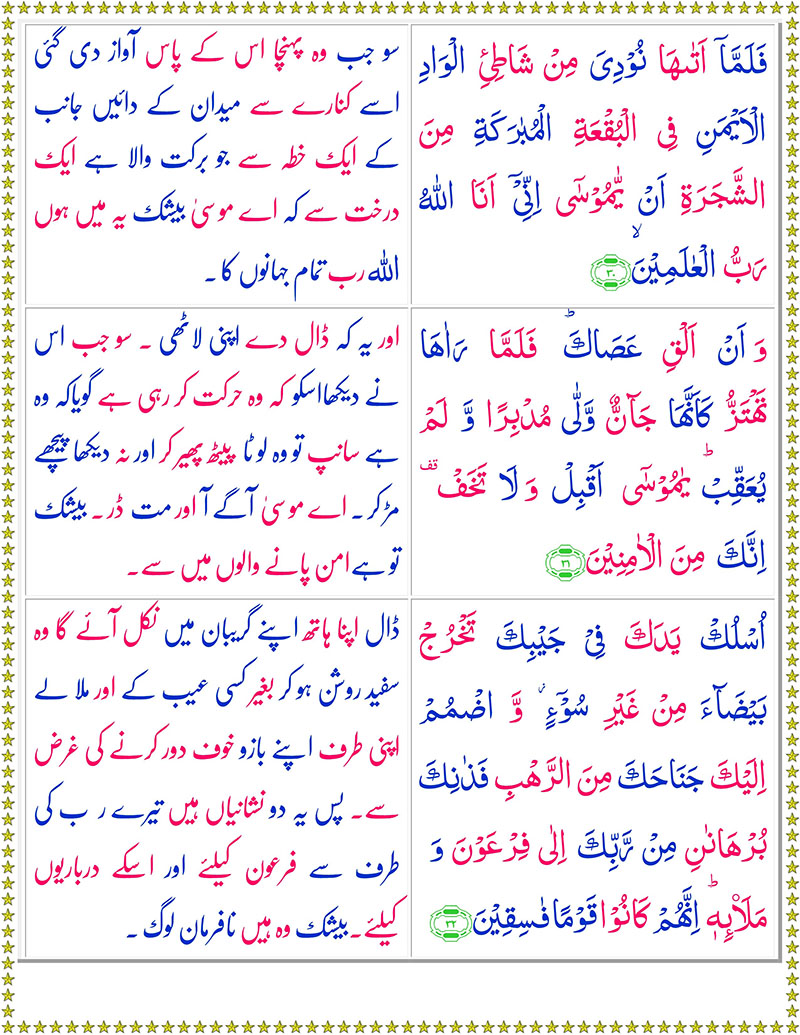 فَلَمَّاۤ اَتٰىهَا نُوْدِیَ مِنْ شَاطِئِ الْوَادِ
الْاَیْمَنِ فِی الْبُقْعَةِ الْمُبٰرَكَةِ مِنَ
الشَّجَرَةِ اَنْ یّٰمُوْسٰۤی اِنِّیْۤ اَنَا اللّٰهُ
رَبُّ الْعٰلَمِیْنَۙ ٣٠
سو جب وہ پہنچا اس کے پاس آواز دی گئی
اسے کنارے سے میدان کے دائیں جانب
کے ایک خطہ سے جو برکت والا ہے ایک
درخت سے کہ اے موسیٰ بیشک یہ میں ہوں
اللہ رب تمام جہانوں کا۔
وَ اَنْ اَلْقِ عَصَاكَؕ فَلَمَّا رَاٰهَا
تَهْتَزُّ كَاَنَّهَا جَآنٌّ وَّلّٰی مُدْبِرًا وَّ لَمْ
یُعَقِّبْؕ یٰمُوْسٰۤی اَقْبِلْ وَ لَا تَخَفْ۫ قف
اِنَّكَ مِنَ الْاٰمِنِیْنَ ٣١
اور یہ کہ ڈال دے اپنی لاٹھی ۔ سو جب اس
نے دیکھا اسکو کہ وہ حرکت کر رہی ہے گویاکہ وہ
ہے سانپ تو وہ لوٹا پیٹھ پھیر کر اور نہ دیکھا پیچھے
مڑکر۔ اے موسیٰ آگے آ اور مت ڈر۔ بیشک
تو ہے امن پانے والوں میں سے۔
اُسْلُكْ یَدَكَ فِیْ جَیْبِكَ تَخْرُجْ
بَیْضَآءَ مِنْ غَیْرِ سُوْٓءٍ٘ وَّ اضْمُمْ
اِلَیْكَ جَنَاحَكَ مِنَ الرَّهْبِ فَذٰنِكَ
بُرْهَانٰنِ مِنْ رَّبِّكَ اِلٰی فِرْعَوْنَ وَ
مَلَاۡئِهٖؕ اِنَّهُمْ كَانُوْا قَوْمًا فٰسِقِیْنَ ٣٢
ڈال اپنا ہاتھ اپنے گریبان میں نکل آئے گا وہ
سفید روشن ہو کر بغیر کسی عیب کے اور ملا لے
اپنی طرف اپنے بازو خوف دور کرنے کی غرض
سے۔ پس یہ دو نشانیاں ہیں تیرے رب کی
طرف سے فرعون کیلئے اور اسکے درباریوں
کیلئے۔ بیشک وہ ہیں نافرمان لوگ ۔